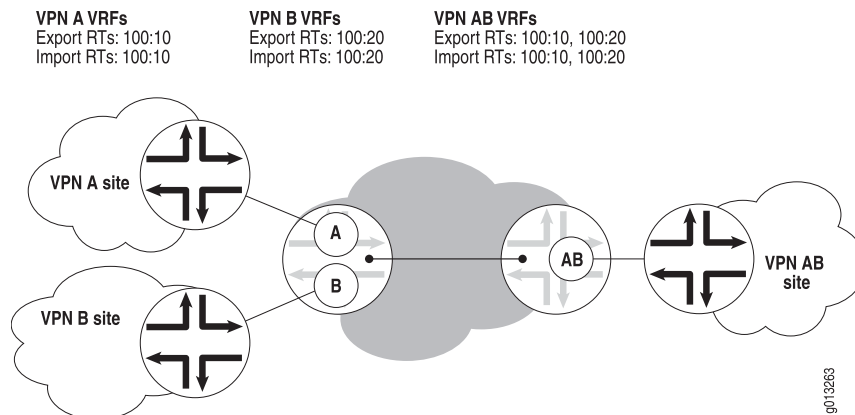 VPN A VRFs
Export RTs: 100:10
Import RTs: 100:10
VPN B VRFs
Export RTs: 100:20
Import RTs: 100:20
VPN AB VRFs
Export RTs: 100:10, 100:20
Import RTs: 100:10, 100:20
VPN A site
A
B
AB
VPN AB
site
VPN B site
g013263